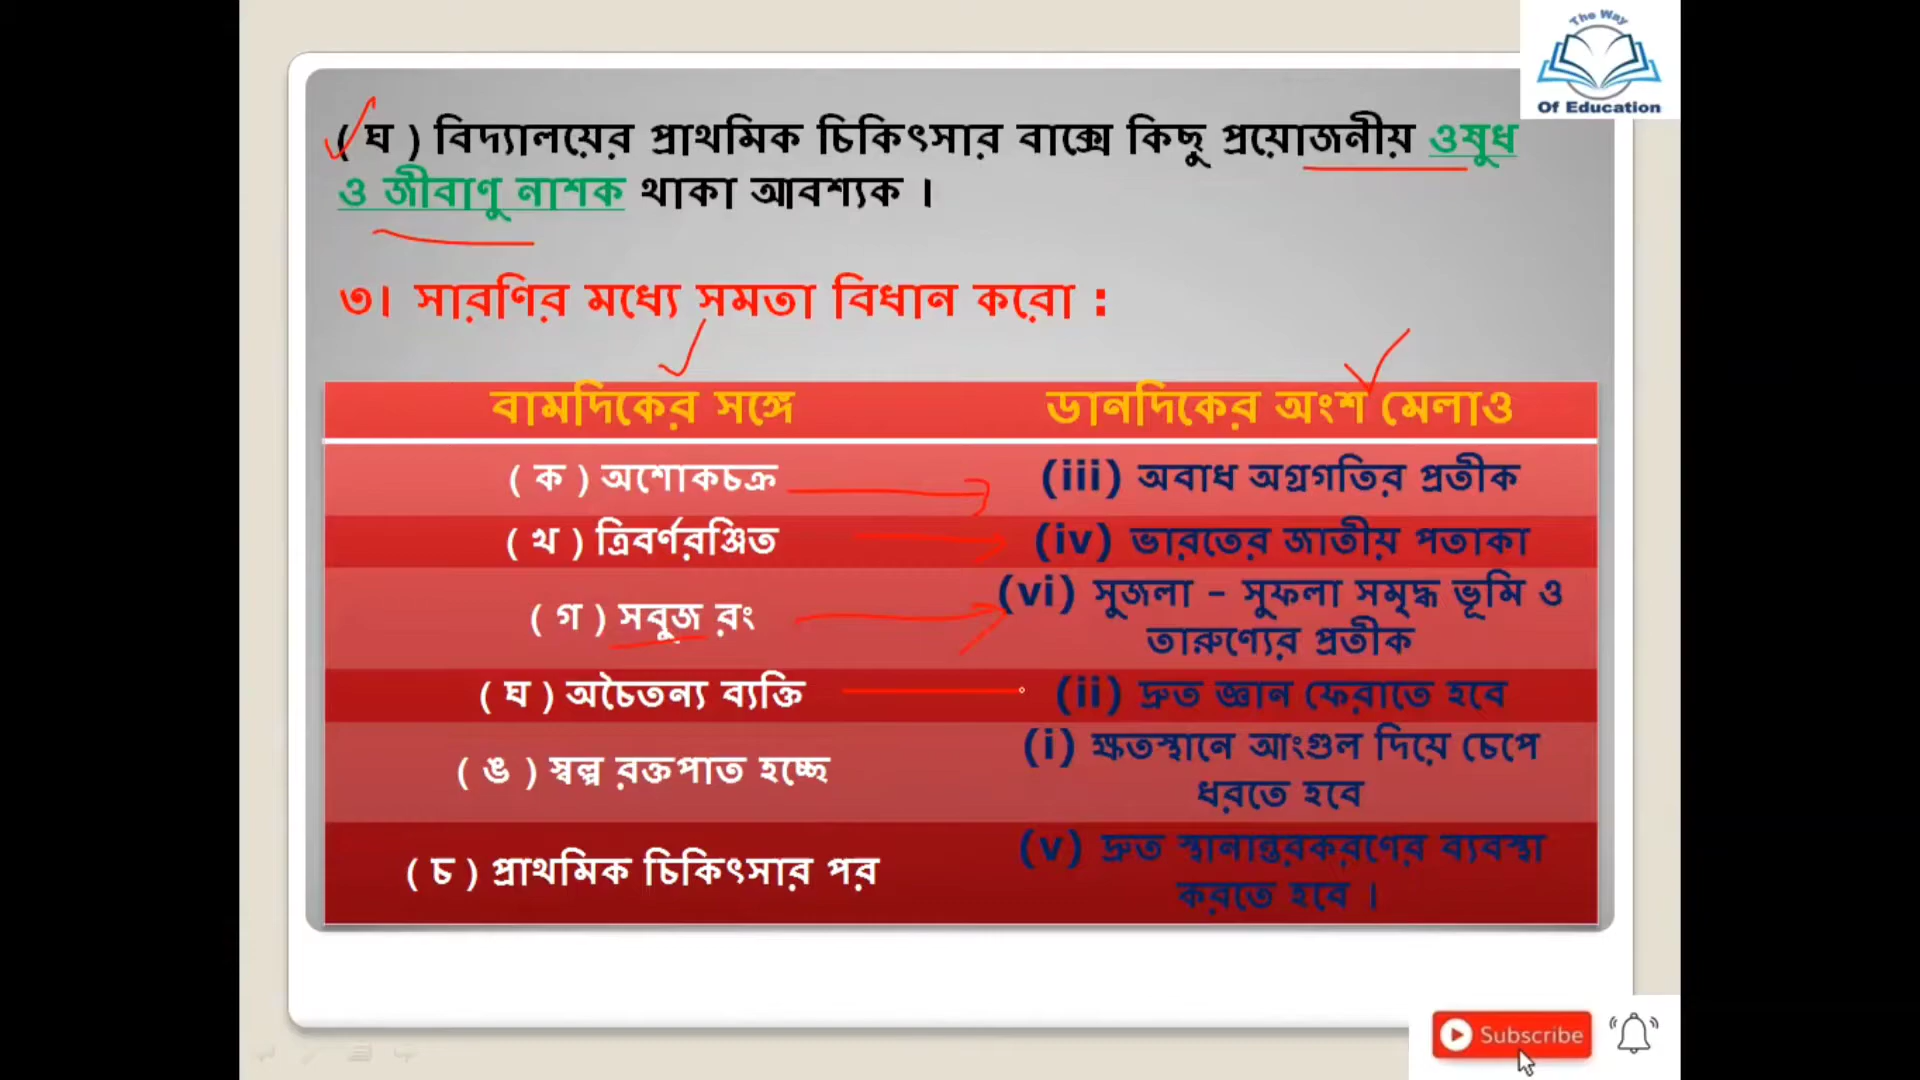 The Way
Of Education
( ঘ ) বিদ্যালয়ের প্রাথমিক চিকিৎসার বাক্সে কিছু প্রয়োজনীয় ওষুধ
ও জীবাণু নাশক থাকা আবশ্যক ।
৩। সারণির মধ্যে সমতা বিধান করো :
বামদিকের সঙ্গে ডানদিকের অংশ মেলাও
( ক ) অশোকচক্র (iii) অবাধ অগ্রগতির প্রতীক
( খ ) ত্রিবর্ণরঞ্জিত (iv) ভারতের জাতীয় পতাকা
( গ ) সবুজ রং (vi) সুজলা – সুফলা সমৃদ্ধ ভূমি ও
তারুণ্যের প্রতীক
( ঘ ) অচৈতন্য ব্যক্তি (ii) দ্রুত জ্ঞান ফেরাতে হবে
( ঙ ) স্বল্প রক্তপাত হচ্ছে (i) ক্ষতস্থানে আংগুল দিয়ে চেপে
ধরতে হবে
( চ ) প্রাথমিক চিকিৎসার পর (v) দ্রুত স্থানান্তরকরণের ব্যবস্থা
করতে হবে ।
Subscribe